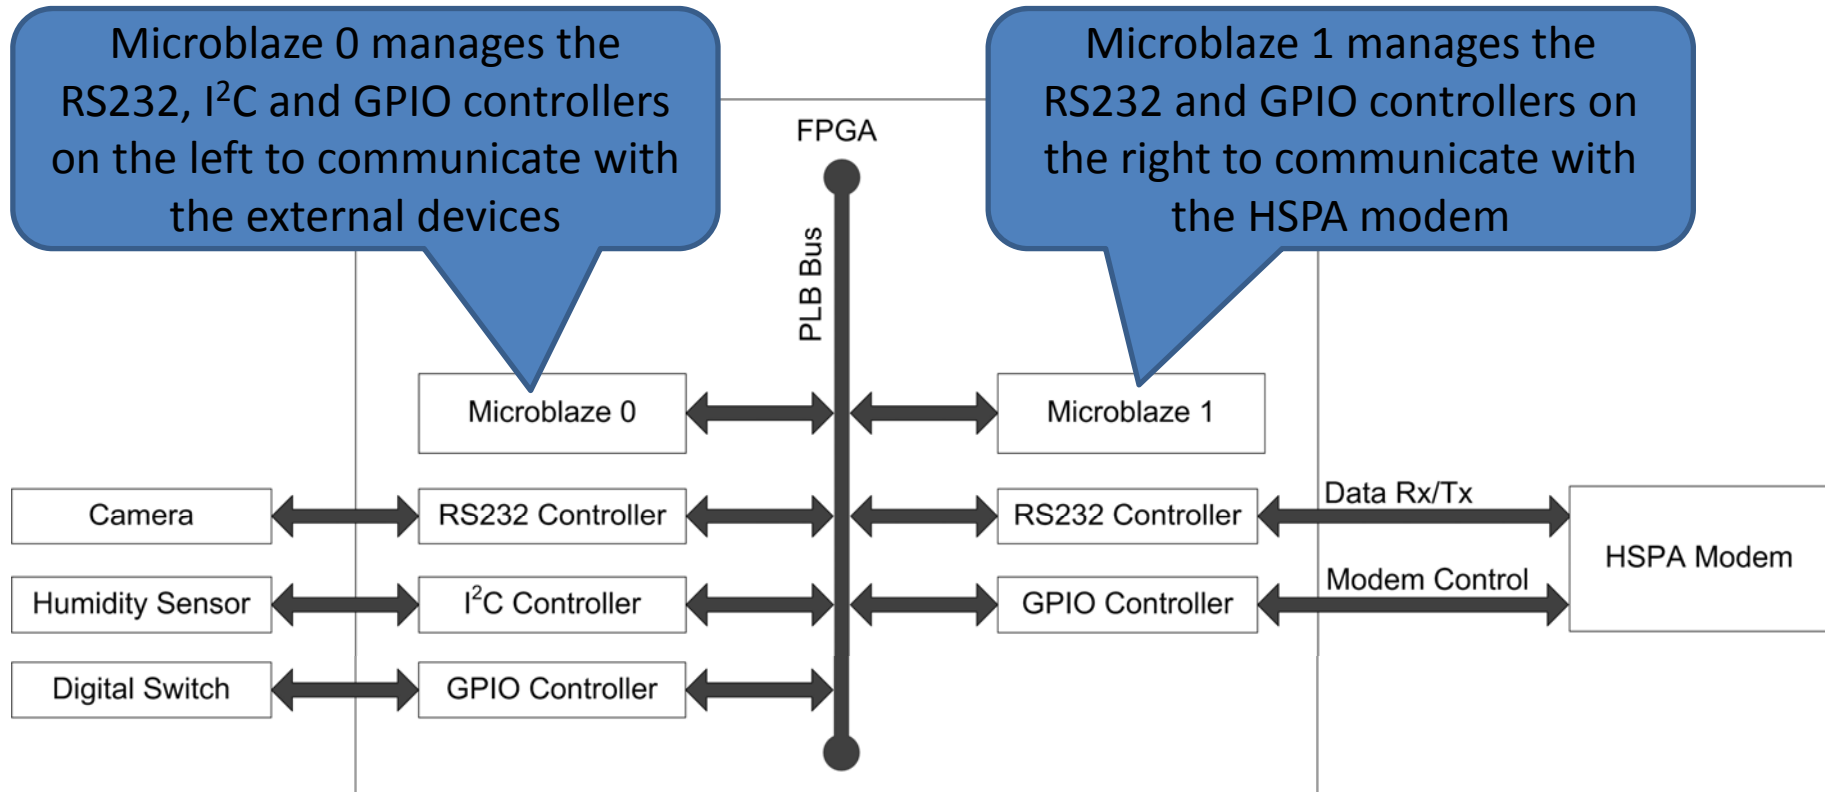 Microblaze 0 manages the
RS232, I²C and GPIO controllers
on the left to communicate with
the external devices
Microblaze 1 manages the
RS232 and GPIO controllers on
the right to communicate with
the HSPA modem
FPGA
PLB Bus
Microblaze 0
Microblaze 1
Camera
RS232 Controller
RS232 Controller
Data Rx/Tx
HSPA Modem
Humidity Sensor
I²C Controller
GPIO Controller
Modem Control
Digital Switch
GPIO Controller